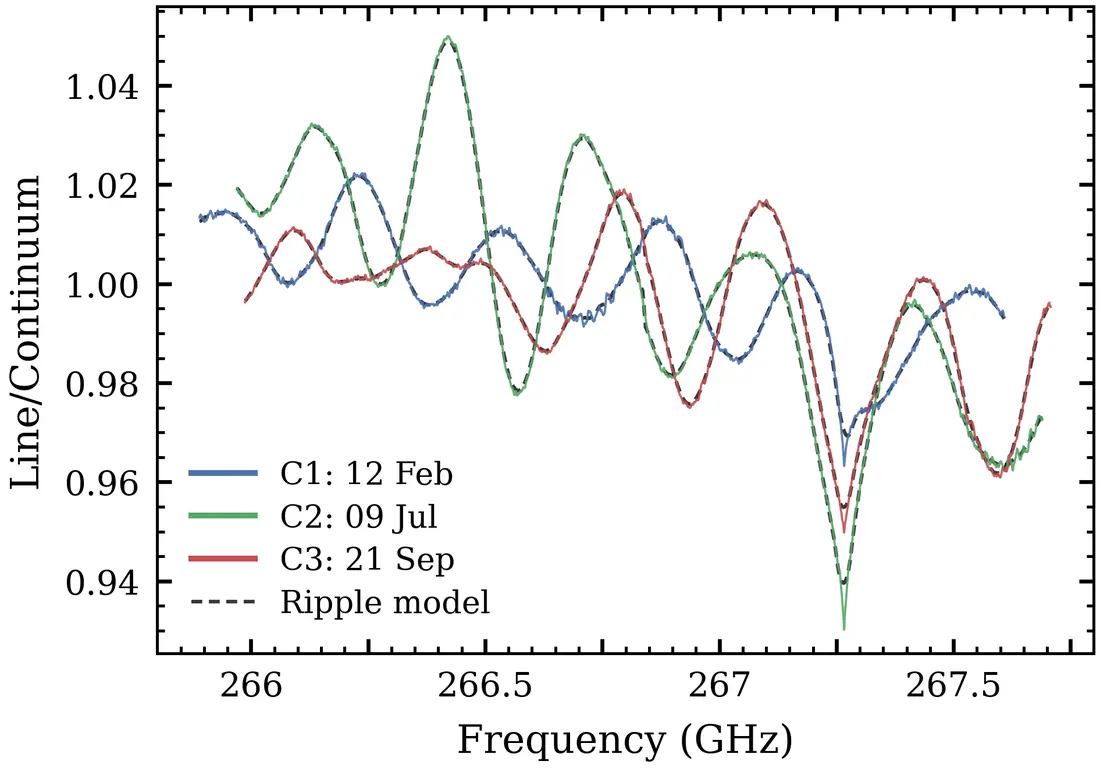 1.04
1.02
1.00
0.98
0.96
0.94
Line/Continuum
C1: 12 Feb
C2: 09 Jul
C3: 21 Sep
Ripple model
266
266.5
267
267.5
Frequency (GHz)